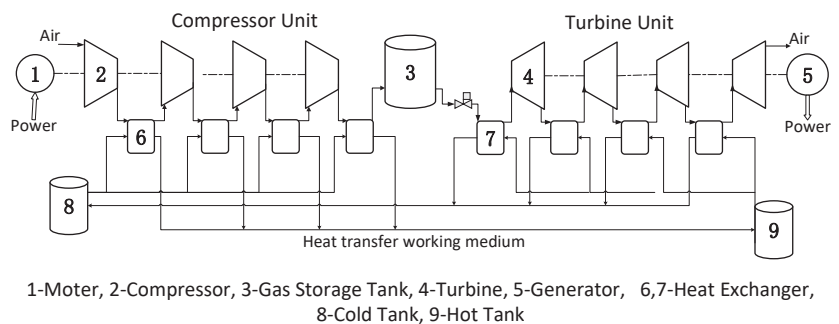 Compressor Unit
Turbine Unit
Air
Air
1
2
3
4
5
Power
Power
6
7
8
9
Heat transfer working medium
1-Moter, 2-Compressor, 3-Gas Storage Tank, 4-Turbine, 5-Generator, 6,7-Heat Exchanger,
8-Cold Tank, 9-Hot Tank